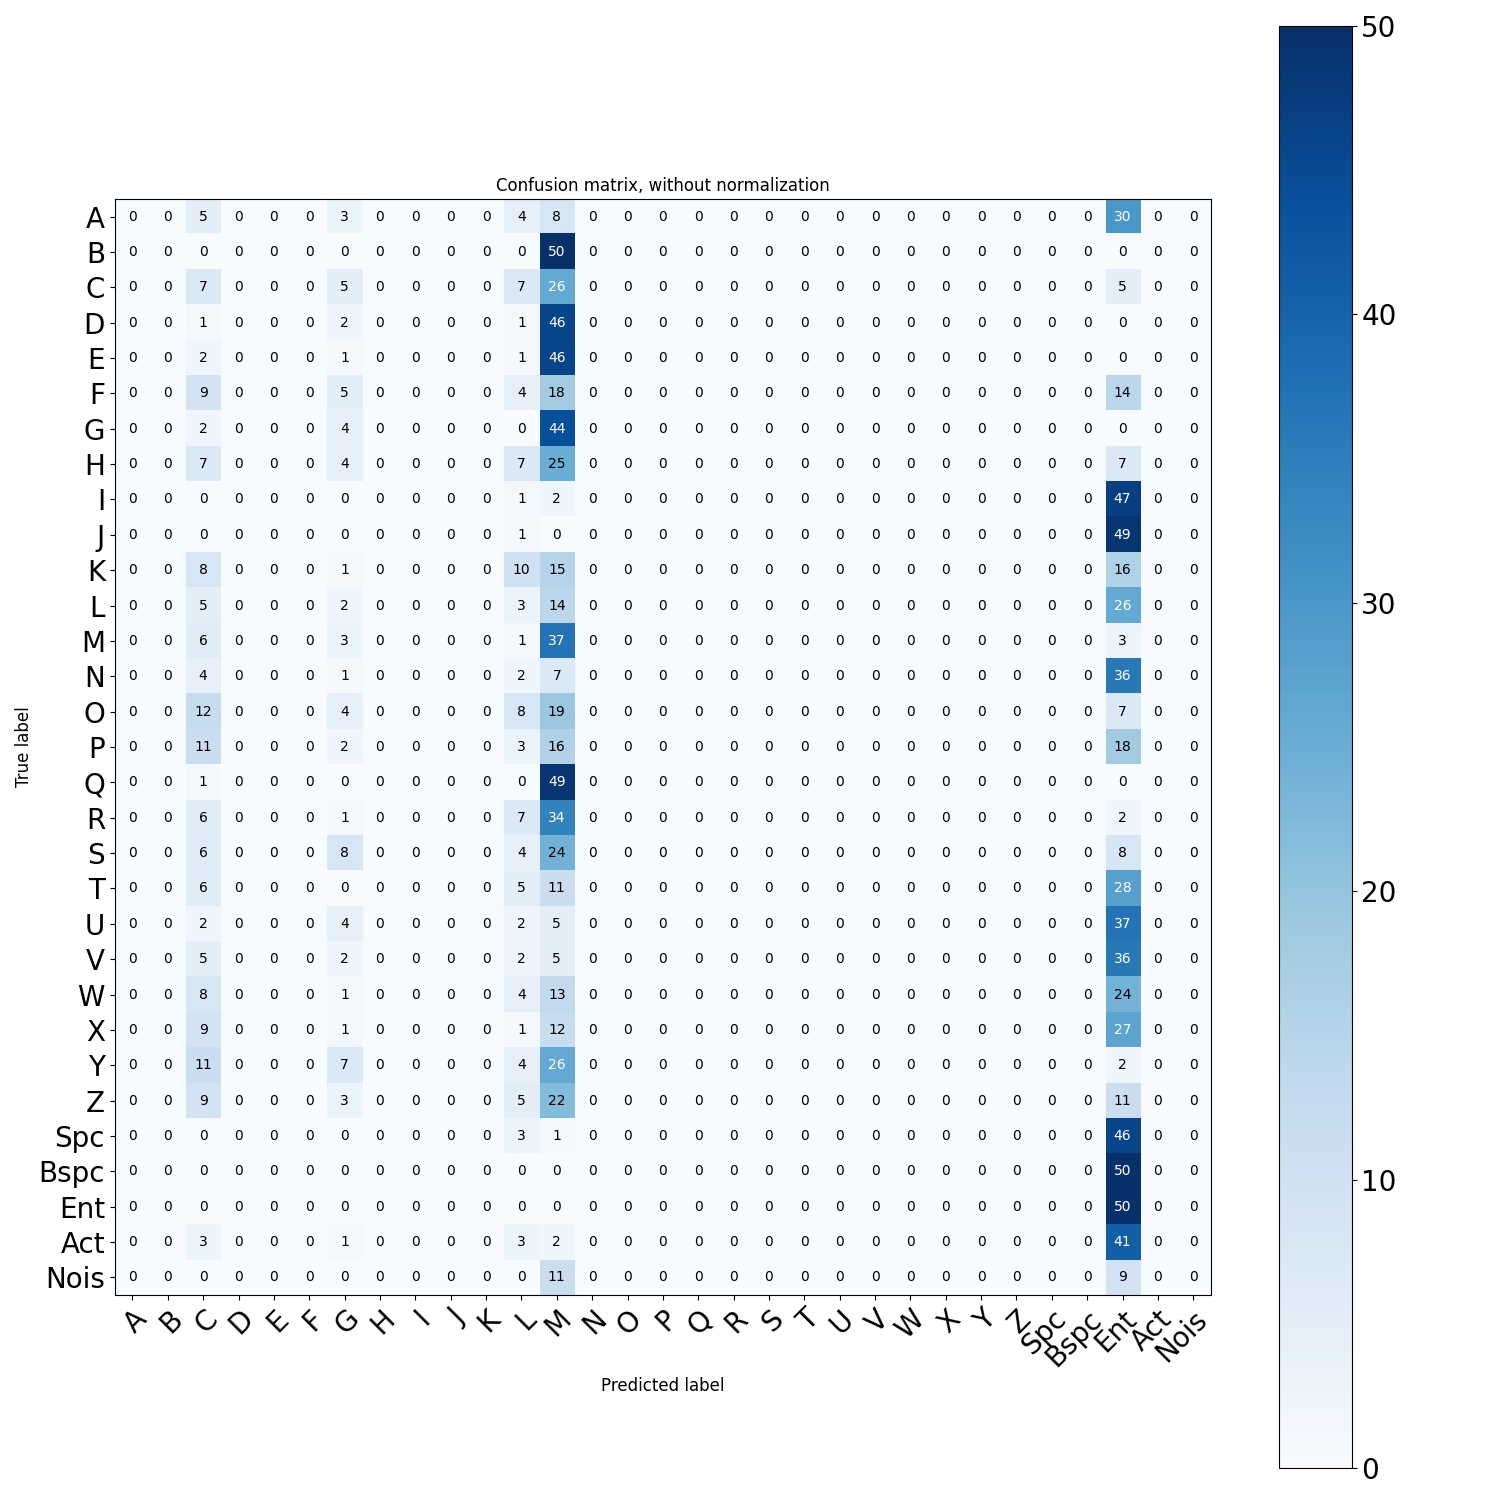 Confusion matrix, without normalization
A 0 0 5 0 0 0 3 0 0 0 0 4 8 0 0 0 0 0 0 0 0 0 0 0 0 0 0 0 30 0 0
B 0 0 0 0 0 0 0 0 0 0 0 0 50 0 0 0 0 0 0 0 0 0 0 0 0 0 0 0 0 0 0
C 0 0 7 0 0 0 5 0 0 0 0 7 26 0 0 0 0 0 0 0 0 0 0 0 0 0 0 0 5 0 0
D 0 0 1 0 0 0 2 0 0 0 0 1 46 0 0 0 0 0 0 0 0 0 0 0 0 0 0 0 0 0 0
E 0 0 2 0 0 0 1 0 0 0 0 1 46 0 0 0 0 0 0 0 0 0 0 0 0 0 0 0 0 0 0
F 0 0 9 0 0 0 5 0 0 0 0 4 18 0 0 0 0 0 0 0 0 0 0 0 0 0 0 0 14 0 0
G 0 0 2 0 0 0 4 0 0 0 0 0 44 0 0 0 0 0 0 0 0 0 0 0 0 0 0 0 0 0 0
H 0 0 7 0 0 0 4 0 0 0 0 7 25 0 0 0 0 0 0 0 0 0 0 0 0 0 0 0 7 0 0
I 0 0 0 0 0 0 0 0 0 0 0 1 2 0 0 0 0 0 0 0 0 0 0 0 0 0 0 0 47 0 0
J 0 0 0 0 0 0 0 0 0 0 0 1 0 0 0 0 0 0 0 0 0 0 0 0 0 0 0 0 49 0 0
K 0 0 8 0 0 0 1 0 0 0 0 10 15 0 0 0 0 0 0 0 0 0 0 0 0 0 0 0 16 0 0
L 0 0 5 0 0 0 2 0 0 0 0 3 14 0 0 0 0 0 0 0 0 0 0 0 0 0 0 0 26 0 0
M 0 0 6 0 0 0 3 0 0 0 0 1 37 0 0 0 0 0 0 0 0 0 0 0 0 0 0 0 3 0 0
N 0 0 4 0 0 0 1 0 0 0 0 2 7 0 0 0 0 0 0 0 0 0 0 0 0 0 0 0 36 0 0
O 0 0 12 0 0 0 4 0 0 0 0 8 19 0 0 0 0 0 0 0 0 0 0 0 0 0 0 0 7 0 0
P 0 0 11 0 0 0 2 0 0 0 0 3 16 0 0 0 0 0 0 0 0 0 0 0 0 0 0 0 18 0 0
Q 0 0 1 0 0 0 0 0 0 0 0 0 49 0 0 0 0 0 0 0 0 0 0 0 0 0 0 0 0 0 0
R 0 0 6 0 0 0 1 0 0 0 0 7 34 0 0 0 0 0 0 0 0 0 0 0 0 0 0 0 2 0 0
S 0 0 6 0 0 0 8 0 0 0 0 4 24 0 0 0 0 0 0 0 0 0 0 0 0 0 0 0 8 0 0
T 0 0 6 0 0 0 0 0 0 0 0 5 11 0 0 0 0 0 0 0 0 0 0 0 0 0 0 0 28 0 0
U 0 0 2 0 0 0 4 0 0 0 0 2 5 0 0 0 0 0 0 0 0 0 0 0 0 0 0 0 37 0 0
V 0 0 5 0 0 0 2 0 0 0 0 2 5 0 0 0 0 0 0 0 0 0 0 0 0 0 0 0 36 0 0
W 0 0 8 0 0 0 1 0 0 0 0 4 13 0 0 0 0 0 0 0 0 0 0 0 0 0 0 0 24 0 0
X 0 0 9 0 0 0 1 0 0 0 0 1 12 0 0 0 0 0 0 0 0 0 0 0 0 0 0 0 27 0 0
Y 0 0 11 0 0 0 7 0 0 0 0 4 26 0 0 0 0 0 0 0 0 0 0 0 0 0 0 0 2 0 0
Z 0 0 9 0 0 0 3 0 0 0 0 5 22 0 0 0 0 0 0 0 0 0 0 0 0 0 0 0 11 0 0
Spc 0 0 0 0 0 0 0 0 0 0 0 3 1 0 0 0 0 0 0 0 0 0 0 0 0 0 0 0 46 0 0
Bspc 0 0 0 0 0 0 0 0 0 0 0 0 0 0 0 0 0 0 0 0 0 0 0 0 0 0 0 0 50 0 0
Ent 0 0 0 0 0 0 0 0 0 0 0 0 0 0 0 0 0 0 0 0 0 0 0 0 0 0 0 0 50 0 0
Act 0 0 3 0 0 0 1 0 0 0 0 3 2 0 0 0 0 0 0 0 0 0 0 0 0 0 0 0 41 0 0
Nois 0 0 0 0 0 0 0 0 0 0 0 0 11 0 0 0 0 0 0 0 0 0 0 0 0 0 0 0 9 0 0
A B C D E F G H I J K L M N O P Q R S T U V W X Y Z Spc Bspc Ent Act Nois
Predicted label
True label
50
40
30
20
10
0